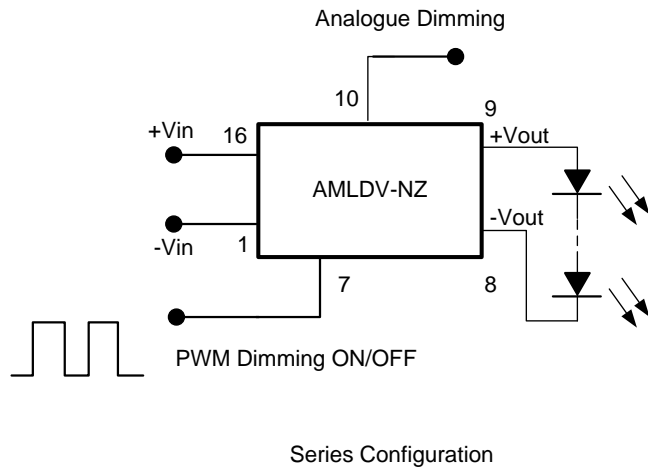 Analogue Dimming
10
9
+Vin
16
+Vout
AMLDV-NZ
-Vout
-Vin
1
7
8
PWM Dimming ON/OFF
Series Configuration